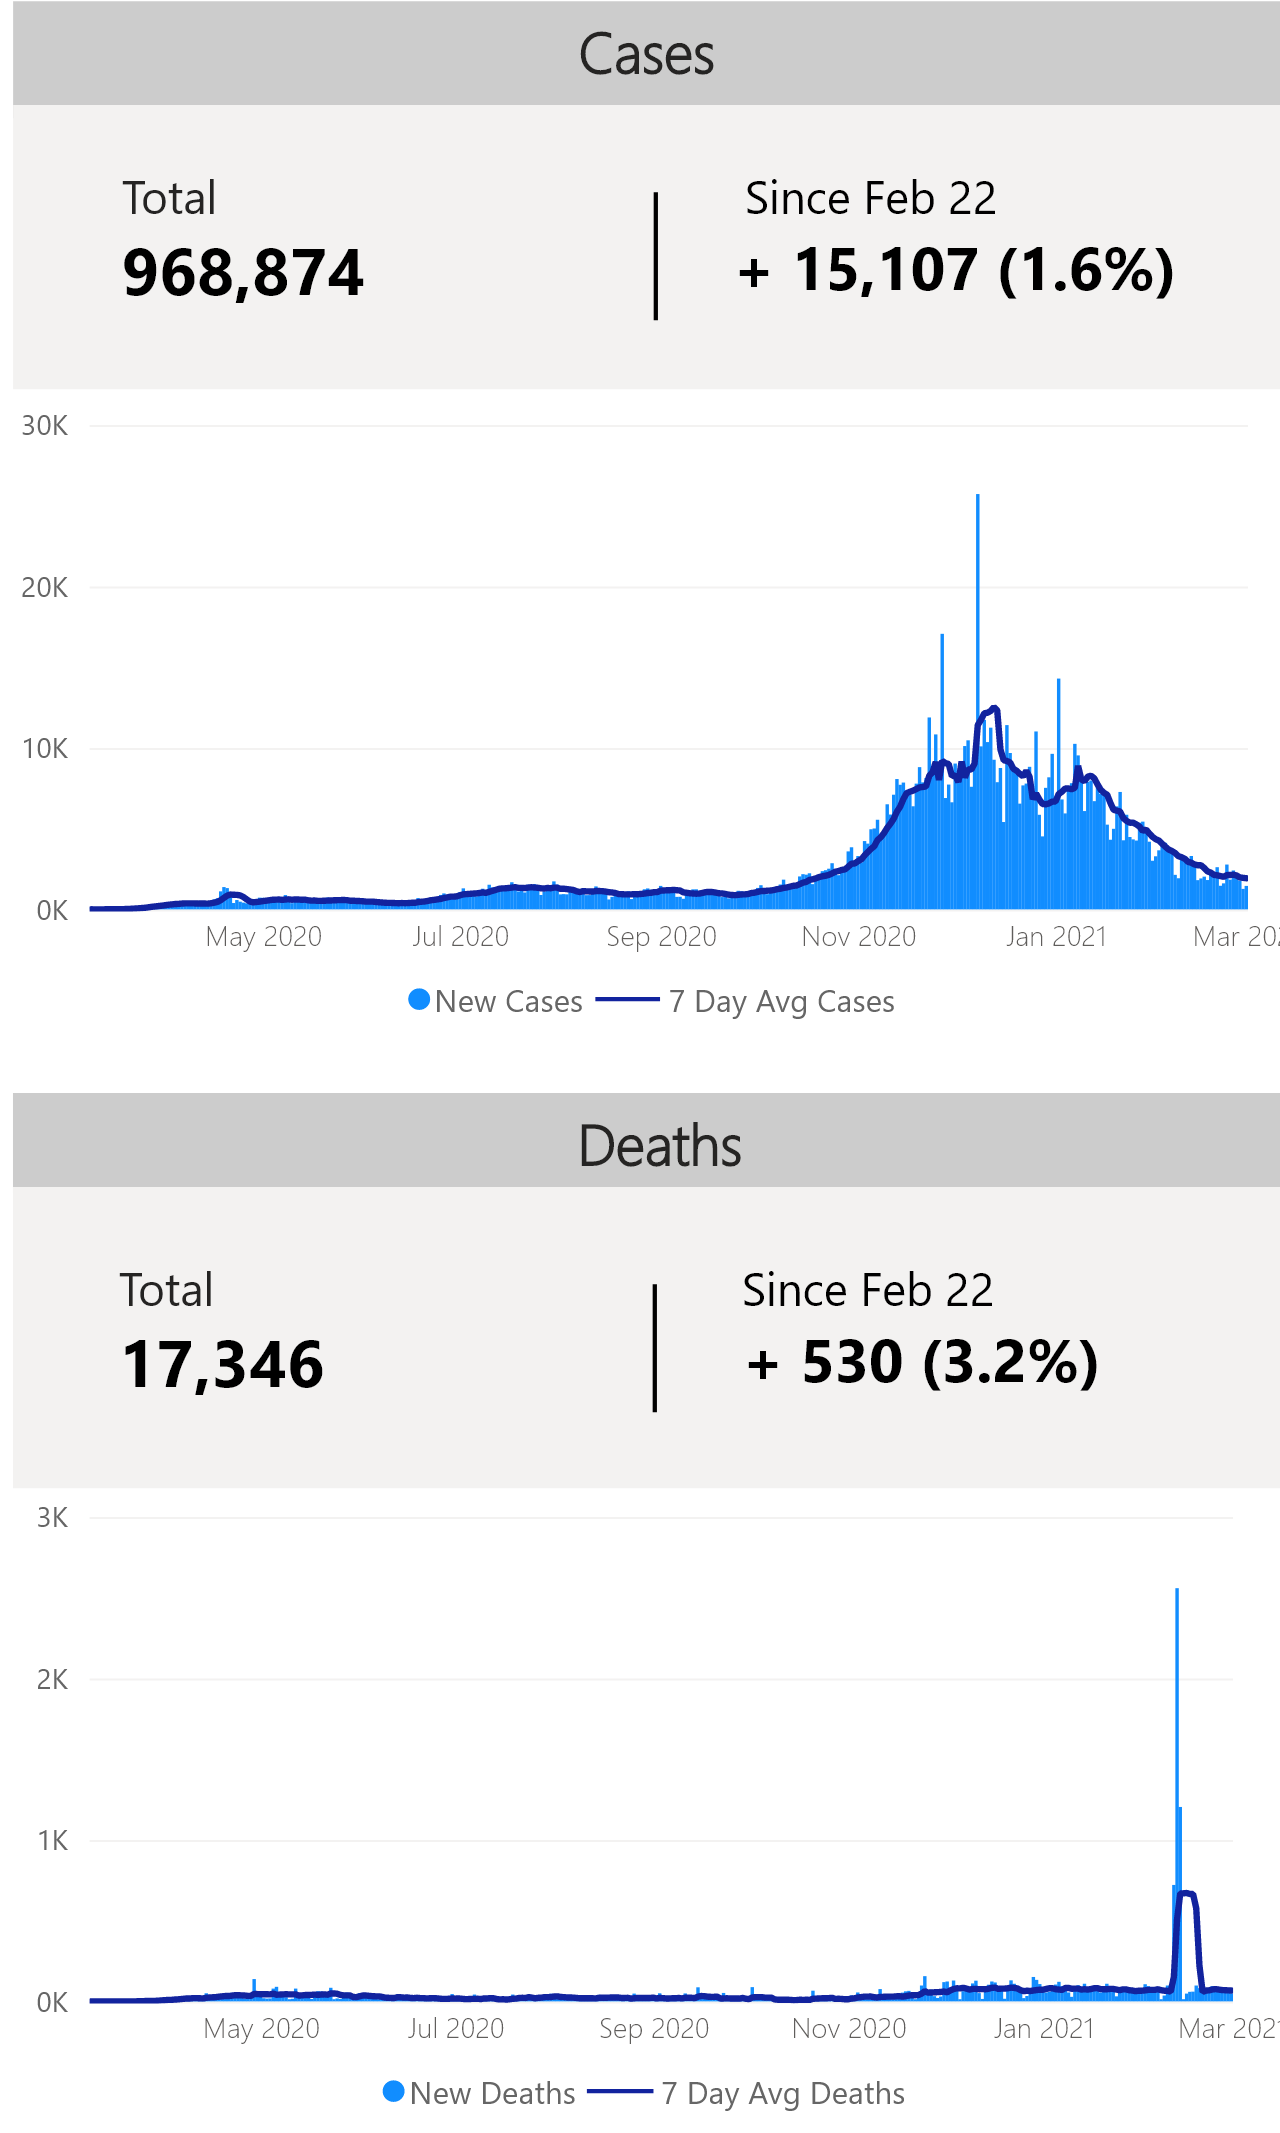 Cases
Total
Since Feb 22
968,874
+ 15,107 (1.6%)
30K
20K
10K
0K
May 2020
Jul 2020
Sep 2020
Nov 2020
Jan 2021
Mar 202
New Cases
7 Day Avg Cases
Deaths
Total
Since Feb 22
17,346
+ 530 (3.2%)
3K
2K
1K
0K
May 2020
Jul 2020
Sep 2020
Nov 2020
Jan 2021
Mar 2021
New Deaths
7 Day Avg Deaths